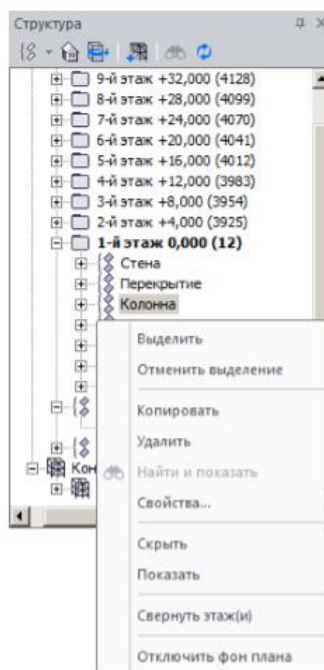 Структура
9-й этаж +32,000 (4128)
8-й этаж +28,000 (4099)
7-й этаж +24,000 (4070)
6-й этаж +20,000 (4041)
5-й этаж +16,000 (4012)
4-й этаж +12,000 (3983)
3-й этаж +8,000 (3954)
2-й этаж +4,000 (3925)
1-й этаж 0,000 (12)
Стена
Перекрытие
Колонна
Выделить
Отменить выделение
Копировать
Удалить
Кон
Найти и показать
Свойства...
Скрыть
Показать
Свернуть этаж(и)
Отключить фон плана